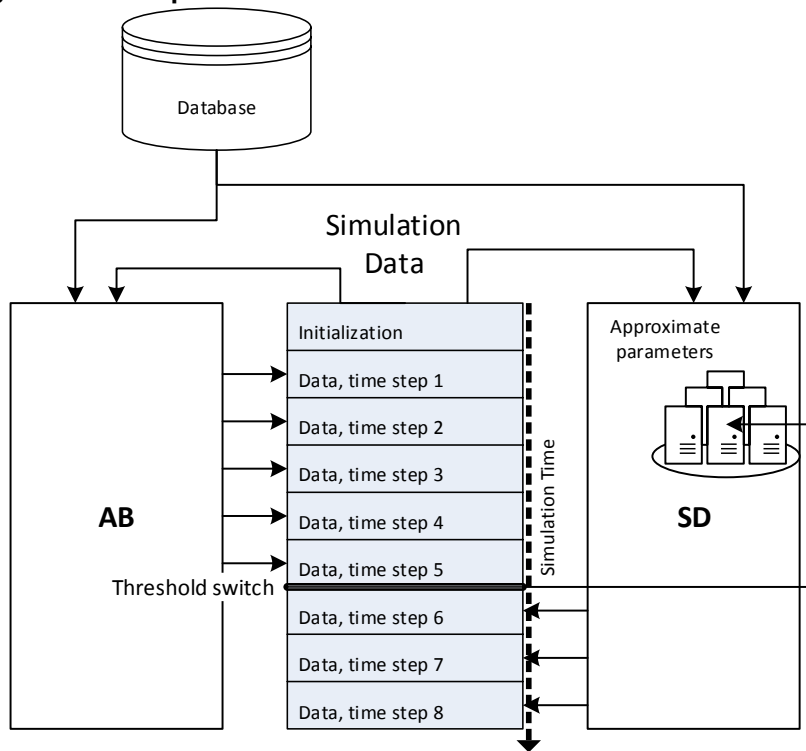 Database
Simulation
Data
Initialization
Data, time step 1
Data, time step 2
Data, time step 3
Data, time step 4
Data, time step 5
Data, time step 6
Data, time step 7
Data, time step 8
AB
Threshold switch
Simulation Time
Approximate
parameters
SD